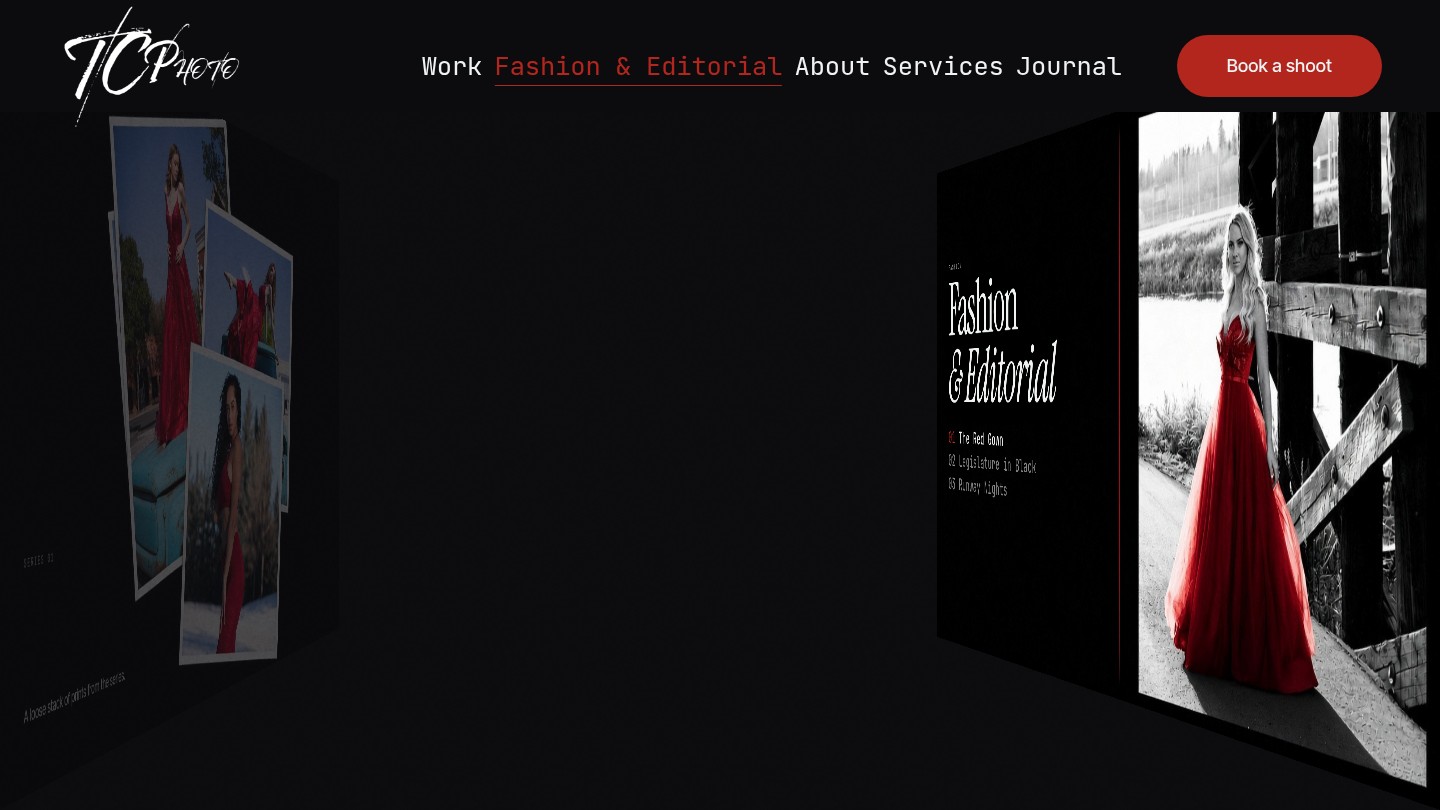 TCPHOTO
Work Fashion & Editorial About Services Journal
Book a shoot
SERIES 01
A loose stack of prints from the series.
Fashion
& Editorial
01 The Red Gown
02 Legislature in Black
03 Runway Nights